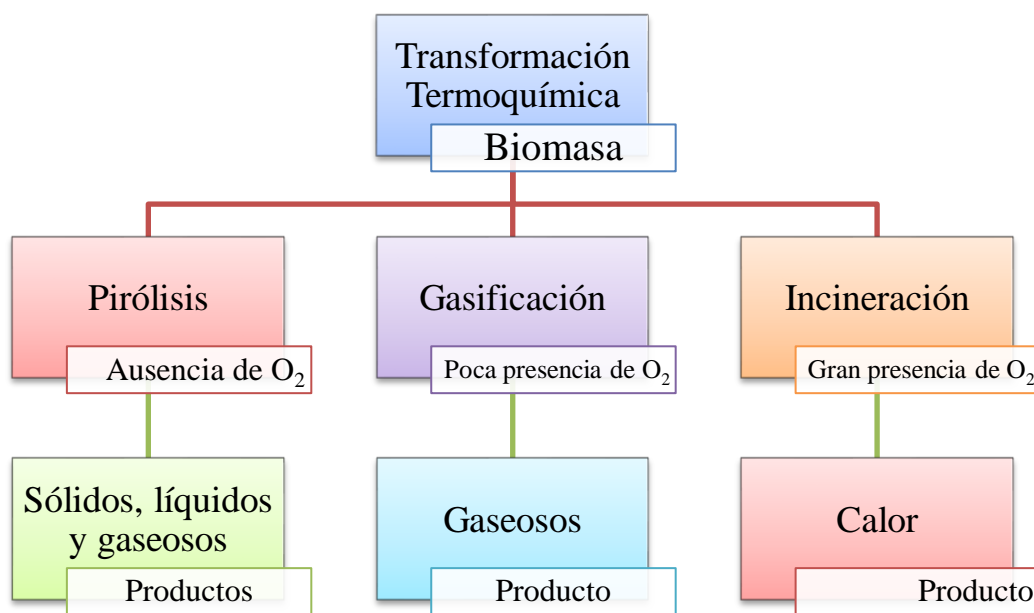 Transformación
Termoquímica
Biomasa
Pirólisis
Ausencia de O₂
Gasificación
Poca presencia de O₂
Incineración
Gran presencia de O₂
Sólidos, líquidos
y gaseosos
Productos
Gaseosos
Producto
Calor
Producto